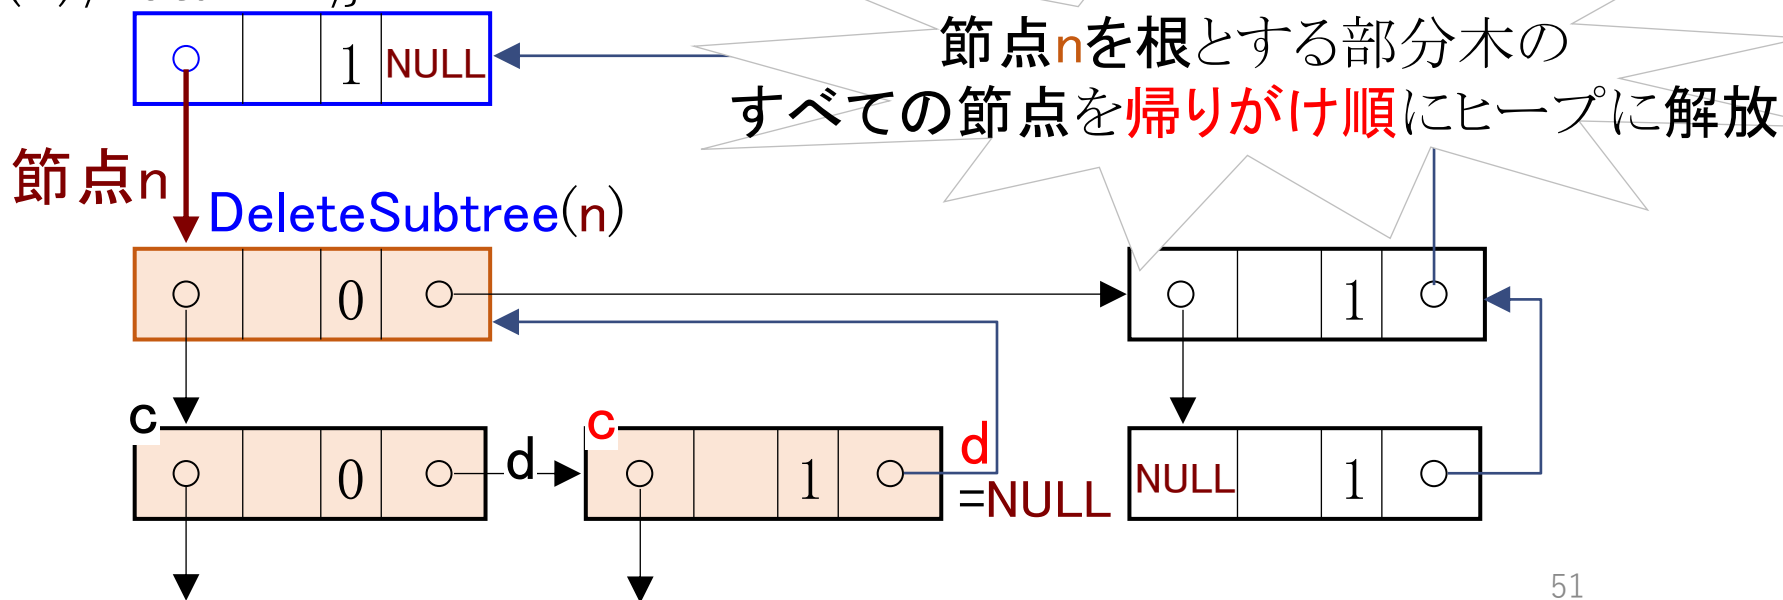 1 NULL
節点nを根とする部分木の
すべての節点を帰りがけ順にヒープに解放
節点n
DeleteSubtree(n)
0
1
c
0
d
c
1
d
=NULL
NULL
1
51